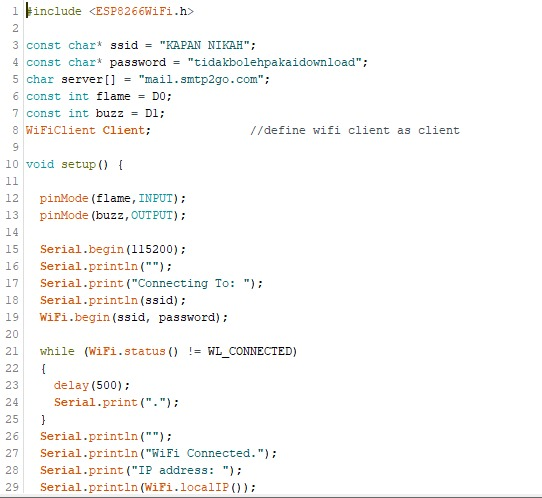 1 #include <ESP8266WiFi.h>
2
3 const char* ssid = "KAPAN NIKAH";
4 const char* password = "tidakbolehpakaidownload";
5 char server[] = "mail.smtp2go.com";
6 const int flame = D0;
7 const int buzz = D1;
8 WiFiClient Client; //define wifi client as client
9
10 void setup() {
11
12 pinMode(flame,INPUT);
13 pinMode(buzz,OUTPUT);
14
15 Serial.begin(115200);
16 Serial.println("");
17 Serial.print("Connecting To: ");
18 Serial.println(ssid);
19 WiFi.begin(ssid, password);
20
21 while (WiFi.status() != WL_CONNECTED)
22 {
23 delay(500);
24 Serial.print(".");
25 }
26 Serial.println("");
27 Serial.println("WiFi Connected.");
28 Serial.print("IP address: ");
29 Serial.println(WiFi.localIP());